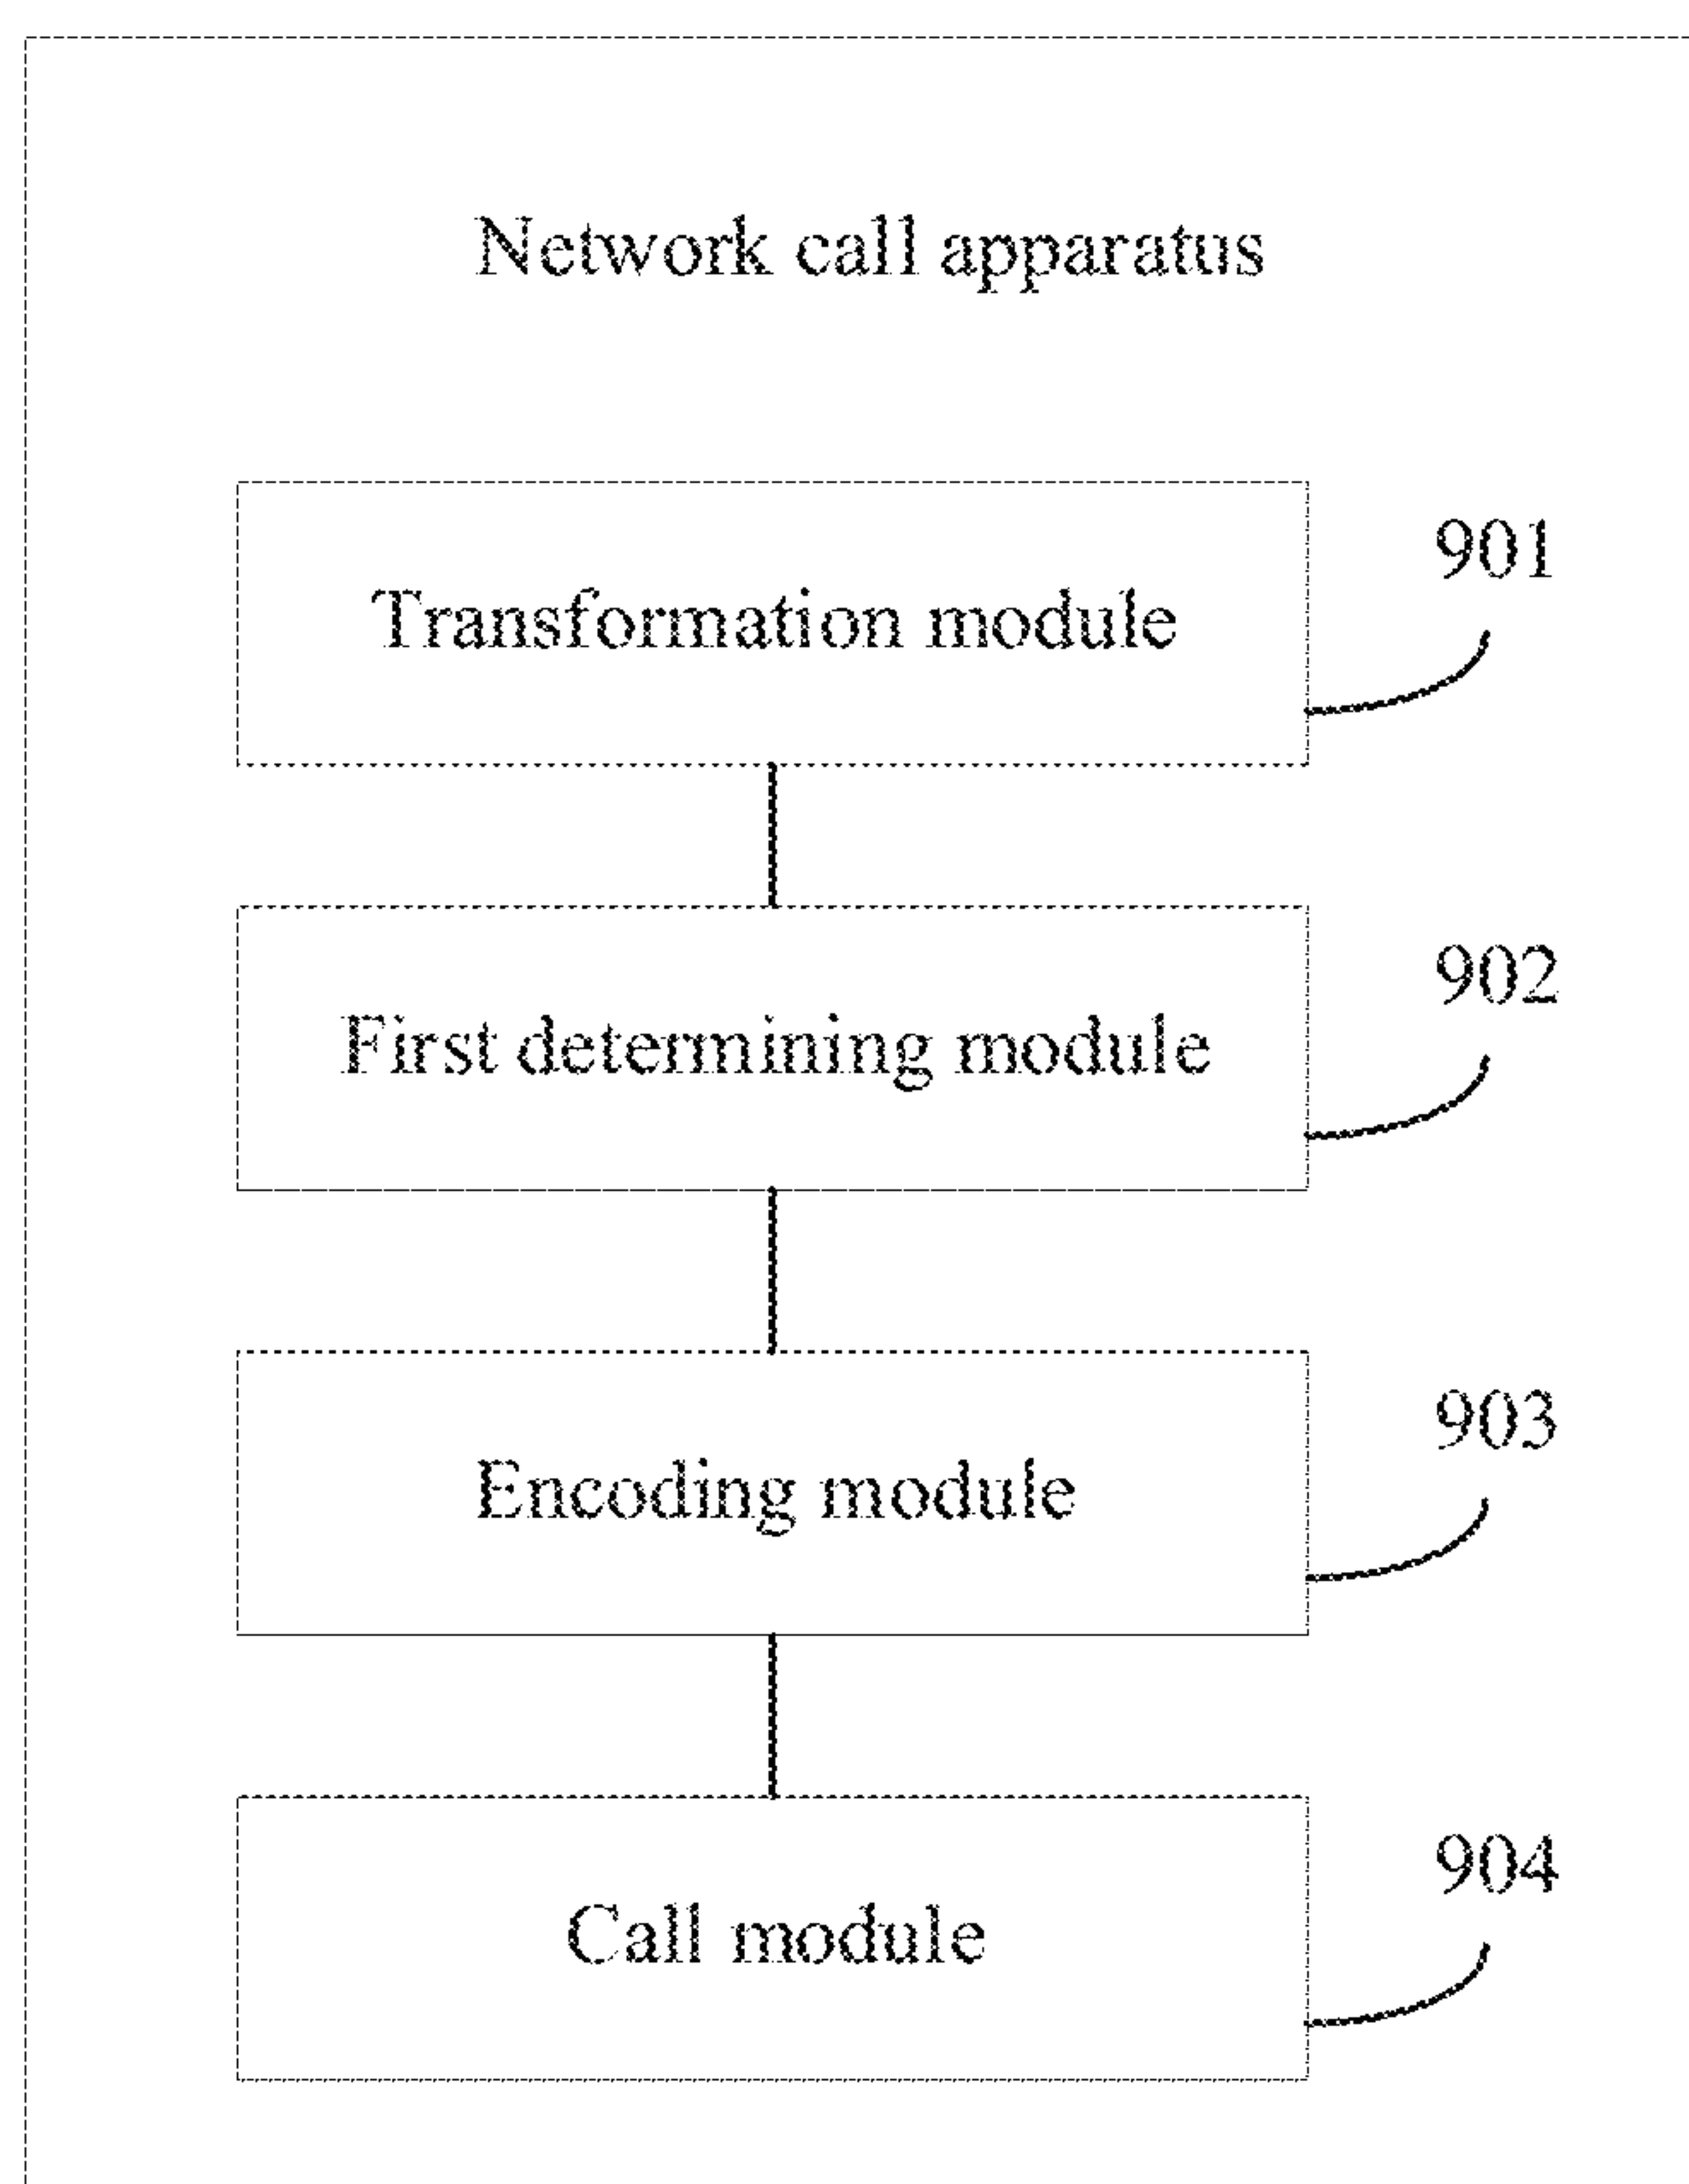 Network call apparatus
901
Transformation module
902
First determining module
903
Encoding module
904
Call module